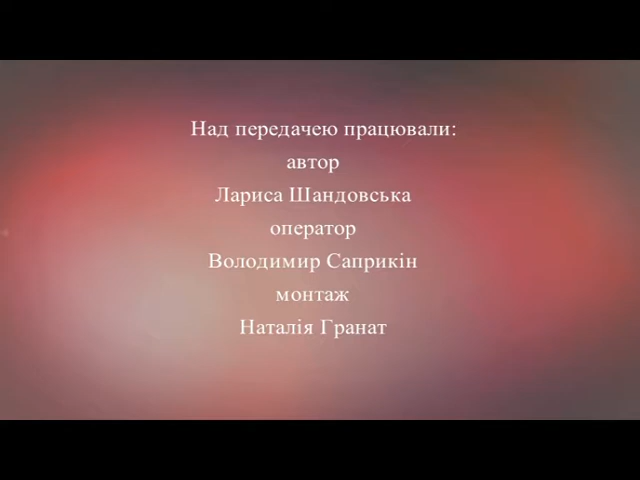 Над передачею працювали:
автор
Лариса Шандовська
оператор
Володимир Саприкін
монтаж
Наталія Гранат